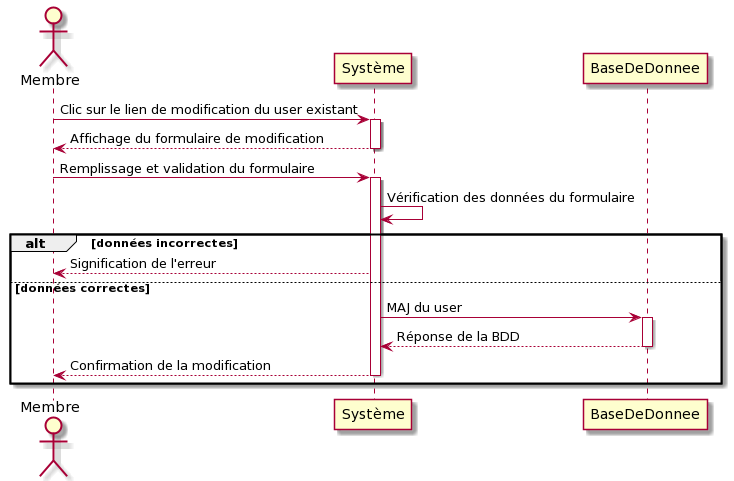 Membre
Système
BaseDeDonnee
Clic sur le lien de modification du user existant
Affichage du formulaire de modification
Remplissage et validation du formulaire
Vérification des données du formulaire
alt [données incorrectes]
Signification de l'erreur
[données correctes]
MAJ du user
Réponse de la BDD
Confirmation de la modification
Membre
Système
BaseDeDonnee